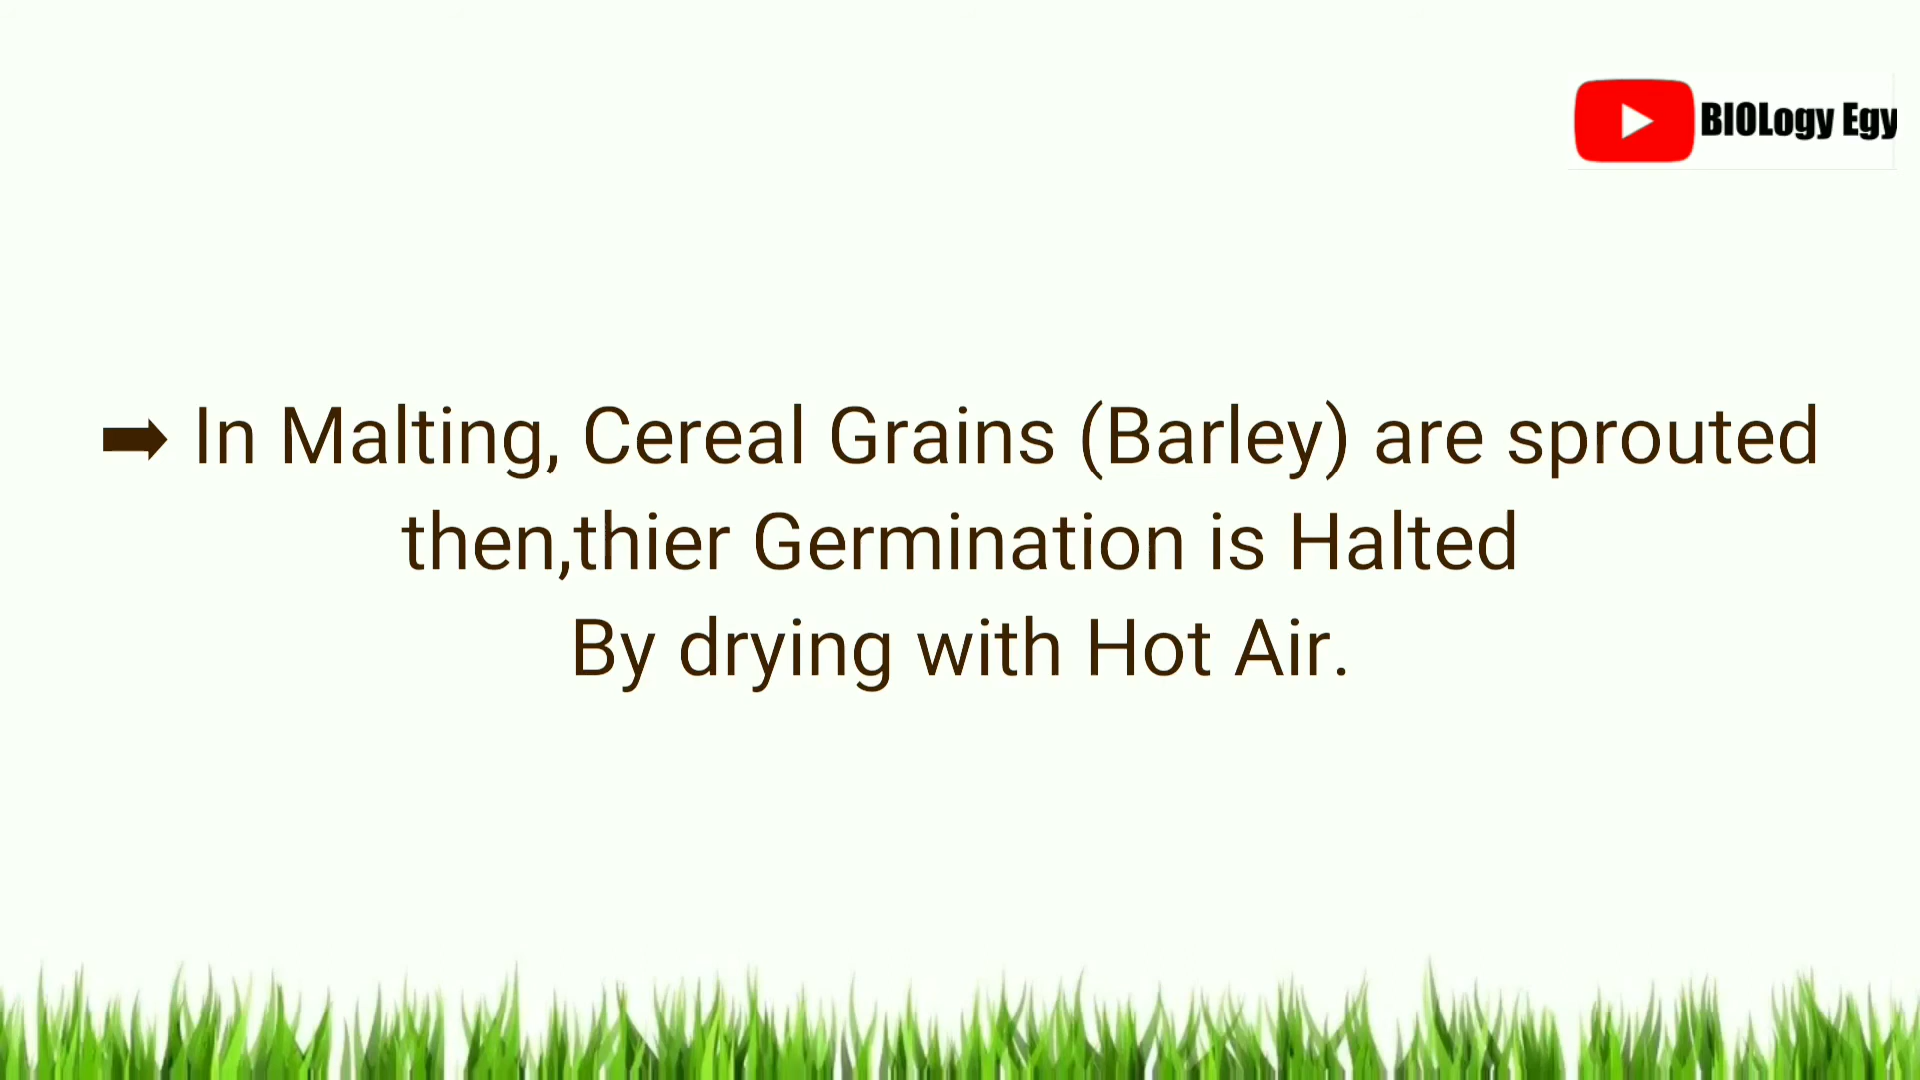 BIOLogy Egy
➡ In Malting, Cereal Grains (Barley) are sprouted
then,thier Germination is Halted
By drying with Hot Air.